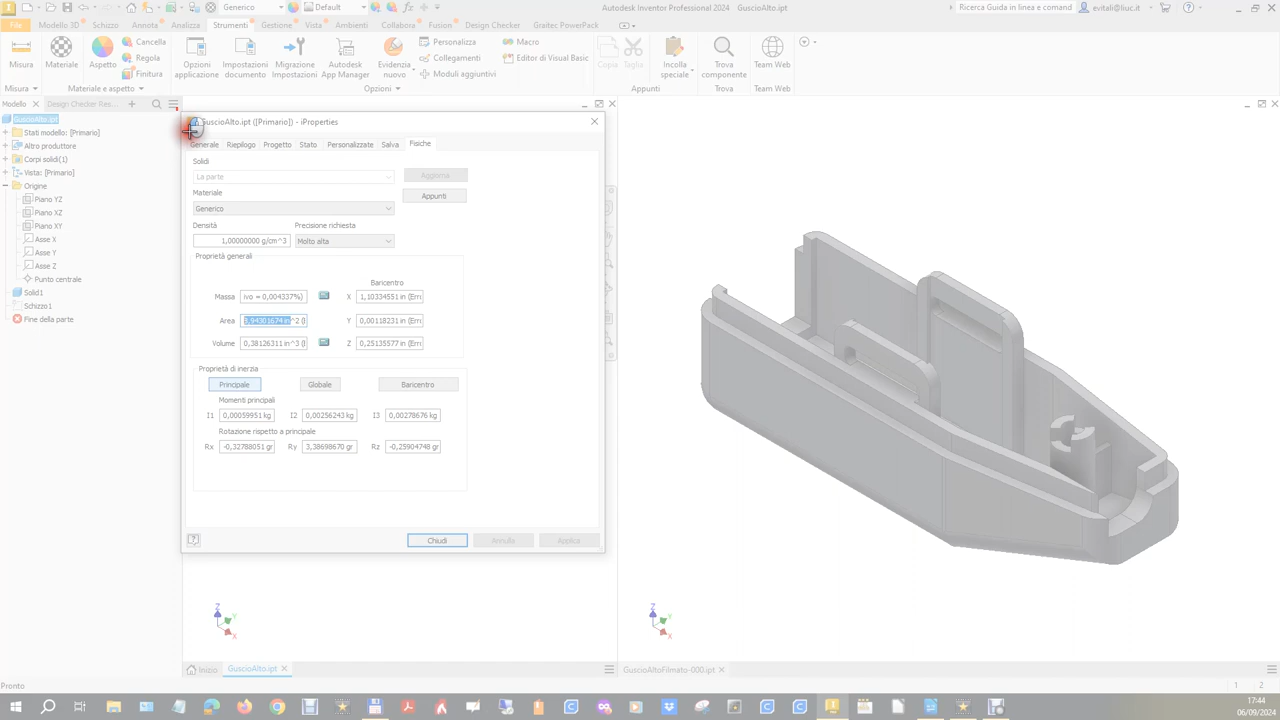 Generico
Default
Autodesk Inventor Professional 2024 GuscioAlto.ipt
Ricerca Guida in linea e comand
evitali@liuc.it
File
Modello 3D
Schizzo
Annota
Analizza
Strumenti
Gestione
Vista
Ambienti
Collabora
Fusion
Design Checker
Graitec PowerPACK
Misura
Materiale
Aspetto
Cancella
Regola
Finitura
Opzioni applicazione
Impostazioni documento
Migrazione Impostazioni
Autodesk App Manager
Evidenzia nuovo
Personalizza
Collegamenti
Moduli aggiuntivi
Macro
Editor di Visual Basic
Copia
Taglia
Incolla speciale
Trova componente
Team Web
Misura
Materiale e aspetto
Opzioni
Appunti
Trova
Team Web
Modello
Design Checker Res...
GuscioAlto.ipt
Stati modello: [Primario]
Altro produttore
Corpi solidi(1)
Vista: [Primario]
Origine
Piano YZ
Piano XZ
Piano XY
Asse X
Asse Y
Asse Z
Punto centrale
Solid1
Schizzo1
Fine della parte
GuscioAlto.ipt ([Primario]) - iProperties
Generale
Riepilogo
Progetto
Stato
Personalizzate
Salva
Fisiche
Solidi
La parte
Aggiorna
Materiale
Appunti
Generico
Densità
Precisione richiesta
1,00000000 g/cm^3
Molto alta
Proprietà generali
Baricentro
Massa
ivo = 0,004337%)
X
1,10334551 in (Erri
Area
in^2 (I
Y
0,00118231 in (Erri
Volume
0,38126311 in^3 (I
Z
0,25135577 in (Erri
Proprietà di inerzia
Principale
Globale
Baricentro
Momenti principali
I1
0,00059951 kg
I2
0,00256243 kg
I3
0,00278676 kg
Rotazione rispetto a principale
Rx
-0,32788051 gr
Ry
3,38698670 gr
Rz
-0,25904748 gr
Chiudi
Annulla
Applica
Z
Y
X
Z
Y
X
Inizio
GuscioAlto.ipt
GuscioAltoFilmato-000.ipt
Pronto
1
2
17:44
06/09/2024